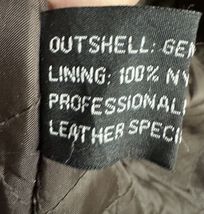 OUTSHELL: GEN
LINING: 100% NY
PROFESSIONAL
LEATHER SPECI